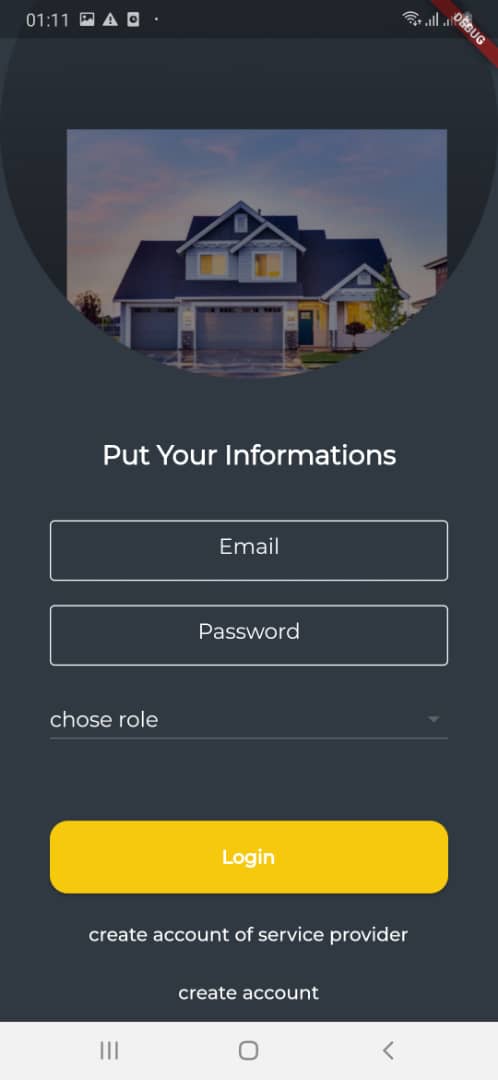 01:11
DEBUG
Put Your Informations
Email
Password
chose role
Login
create account of service provider
create account